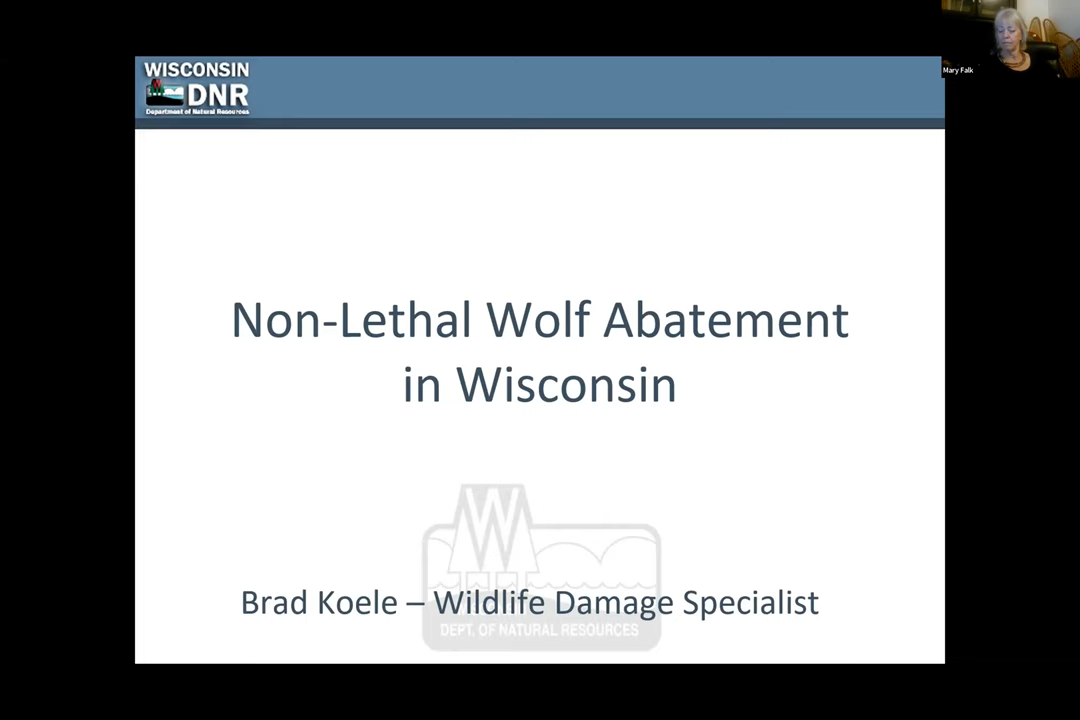 WISCONSIN
DNR
Department of Natural Resources
Mary Falk
Non-Lethal Wolf Abatement
in Wisconsin
W
Brad Koele – Wildlife Damage Specialist
DEPT. OF NATURAL RESOURCES